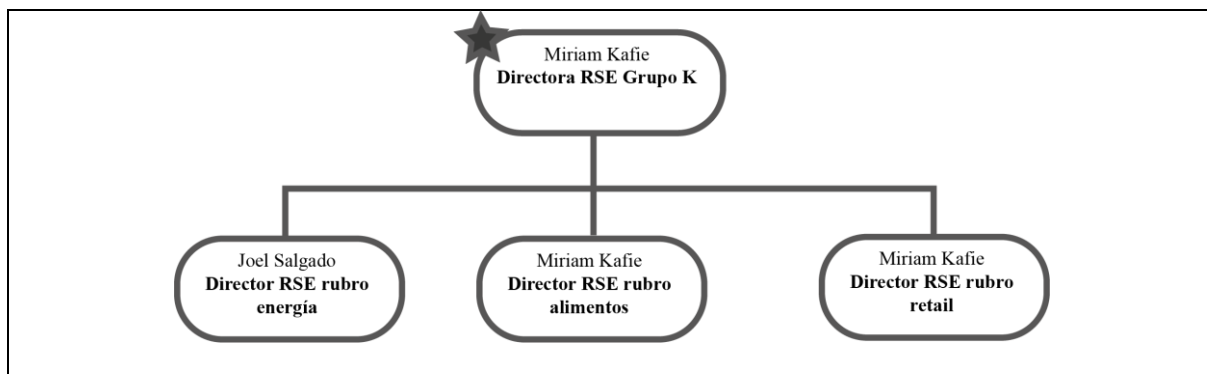 Miriam Kafie
Directora RSE Grupo K
Joel Salgado
Director RSE rubro
energía
Miriam Kafie
Director RSE rubro
alimentos
Miriam Kafie
Director RSE rubro
retail